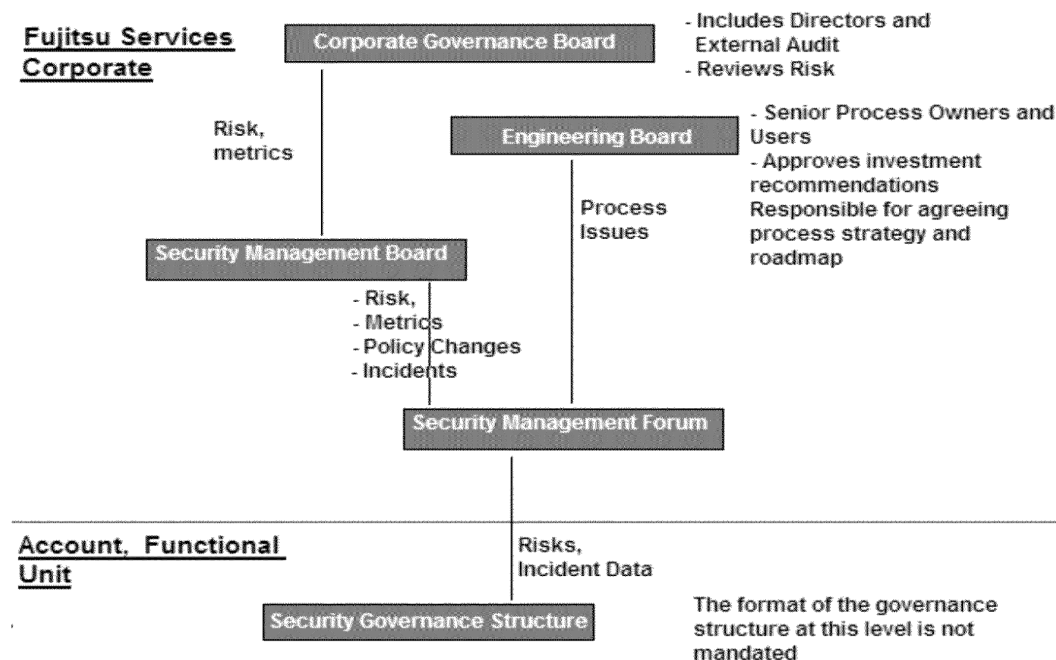 Fujitsu Services
Corporate
Corporate Governance Board
- Includes Directors and
External Audit
- Reviews Risk
Risk,
metrics
Engineering Board
- Senior Process Owners and
Users
- Approves investment
recommendations
Responsible for agreeing
process strategy and
roadmap
Process
Issues
Security Management Board
- Risk,
- Metrics
- Policy Changes
- Incidents
Security Management Forum
Account, Functional
Unit
Risks,
Incident Data
Security Governance Structure
The format of the governance
structure at this level is not
mandated